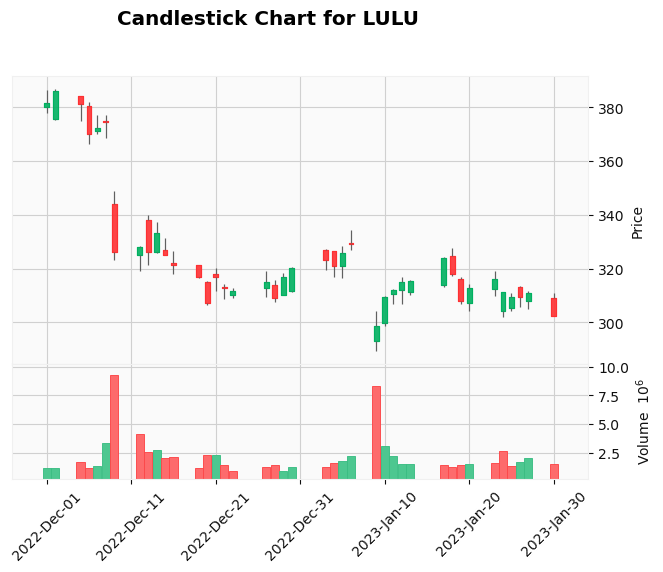 Candlestick Chart for LULU
380
360
340
320
300
Price
10.0
7.5
5.0
2.5
Volume 10^6
2022-Dec-01
2022-Dec-11
2022-Dec-21
2022-Dec-31
2023-Jan-10
2023-Jan-20
2023-Jan-30